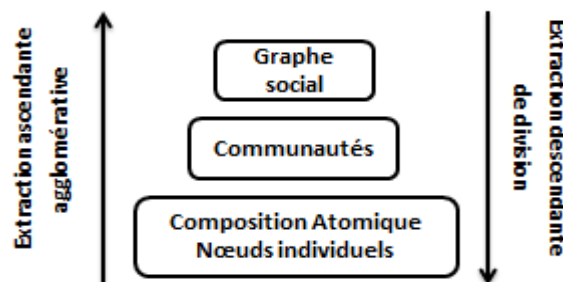 Extraction ascendante
agglomérative
Graphe
social
Communautés
Composition Atomique
Nœuds individuels
Extraction descendante
de division